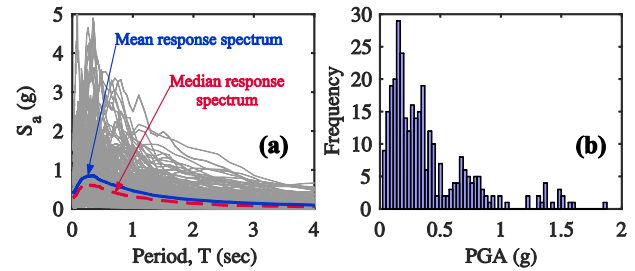 5
4
3
2
1
0
S_a (g)
Mean response spectrum
Median response
spectrum
(a)
0 1 2 3 4
Period, T (sec)
30
25
20
15
10
5
0
Frequency
(b)
0 0.5 1 1.5 2
PGA (g)